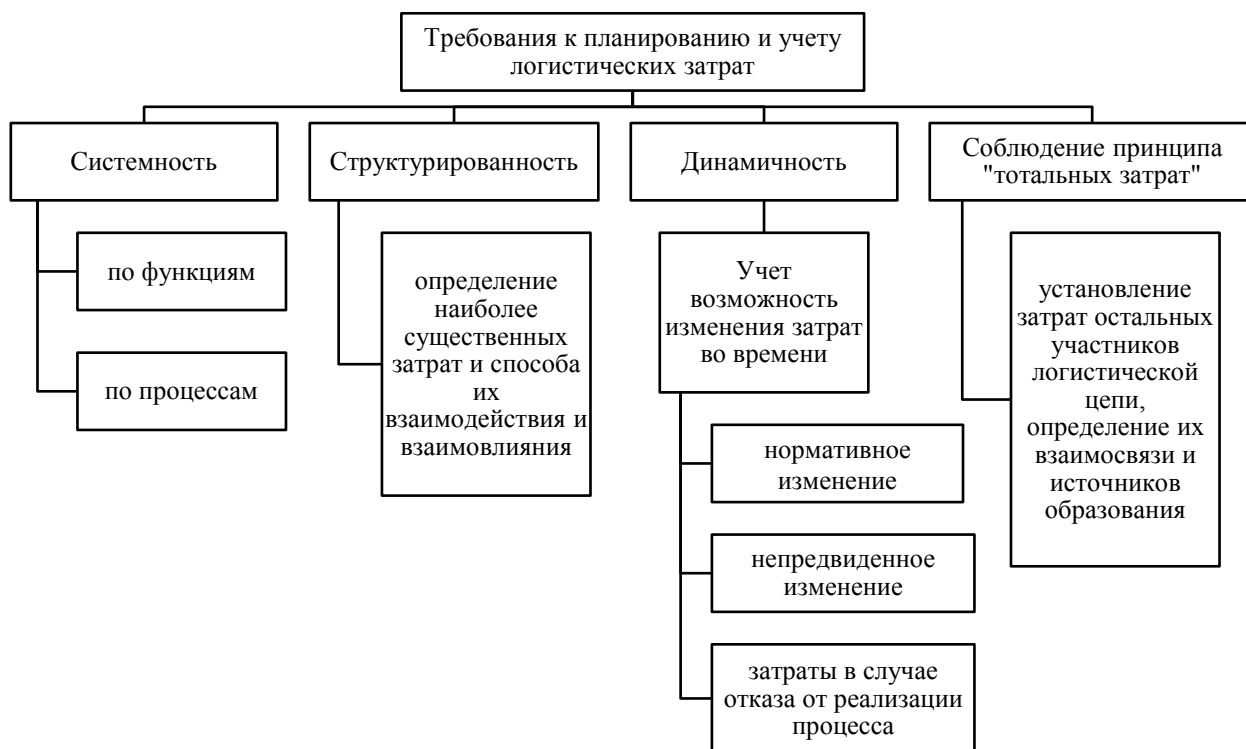 Требования к планированию и учету
логистических затрат
Системность
Структурированность
Динамичность
Соблюдение принципа
"тотальных затрат"
по функциям
по процессам
определение
наиболее
существенных
затрат и способа
их
взаимодействия и
взаимовлияния
Учет
возможность
изменения затрат
во времени
нормативное
изменение
непредвиденное
изменение
затраты в случае
отказа от реализации
процесса
установление
затрат остальных
участников
логистической
цепи,
определение их
взаимосвязи и
источников
образования